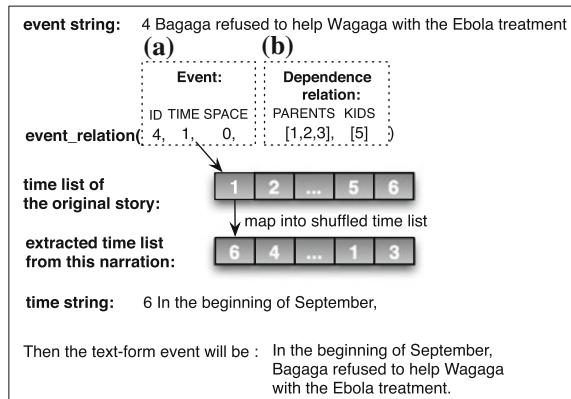 event string: 4 Bagaga refused to help Wagaga with the Ebola treatment
(a) (b)
Event: Dependence
relation:
ID TIME SPACE PARENTS KIDS
event_relation( 4, 1, 0, [1,2,3], [5] )
time list of
the original story:
1 2 ... 5 6
map into shuffled time list
extracted time list
from this narration:
6 4 ... 1 3
time string: 6 In the beginning of September,
Then the text-form event will be : In the beginning of September,
Bagaga refused to help Wagaga
with the Ebola treatment.